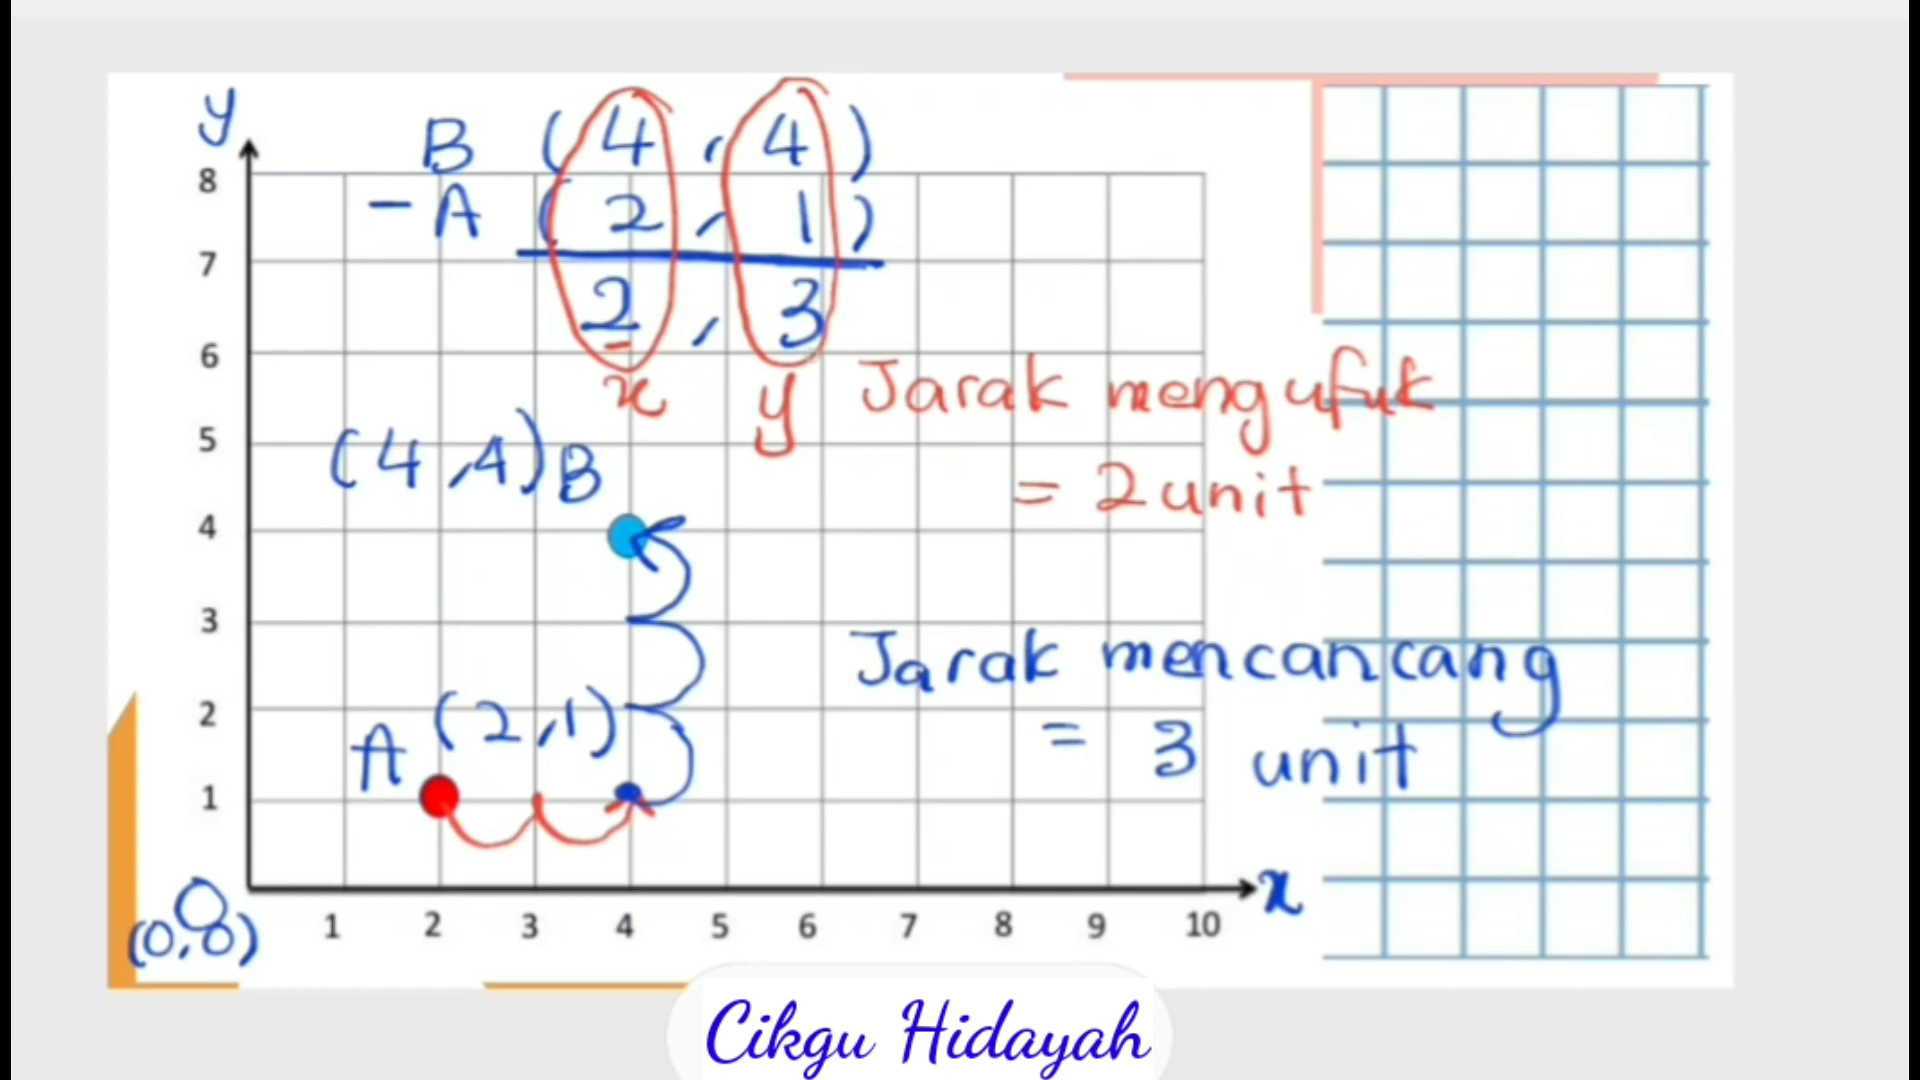 y
B (4, 4)
- A (2, 1)
2, 3
x y
Jarak mengufuk
= 2 unit
(4,4) B
Jarak mencancang
= 3 unit
A (2,1)
8
7
6
5
4
3
2
1
O
(0,0)
1 2 3 4 5 6 7 8 9 10
x
Cikgu Hidayah